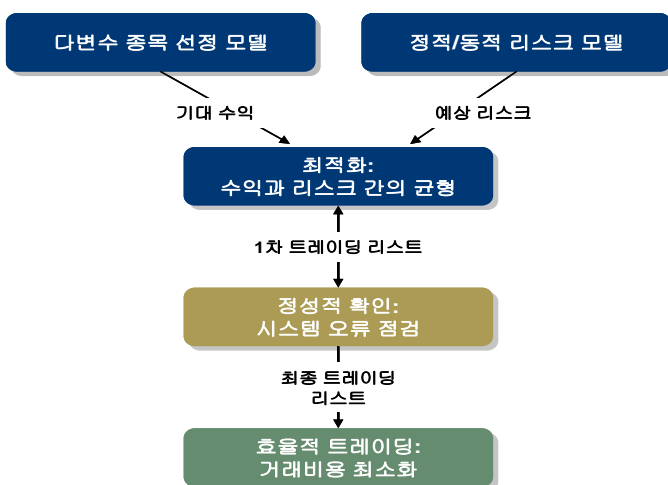 다변수 종목 선정 모델
정적/동적 리스크 모델
기대 수익
예상 리스크
최적화:
수익과 리스크 간의 균형
1차 트레이딩 리스트
정성적 확인:
시스템 오류 점검
최종 트레이딩
리스트
효율적 트레이딩:
거래비용 최소화